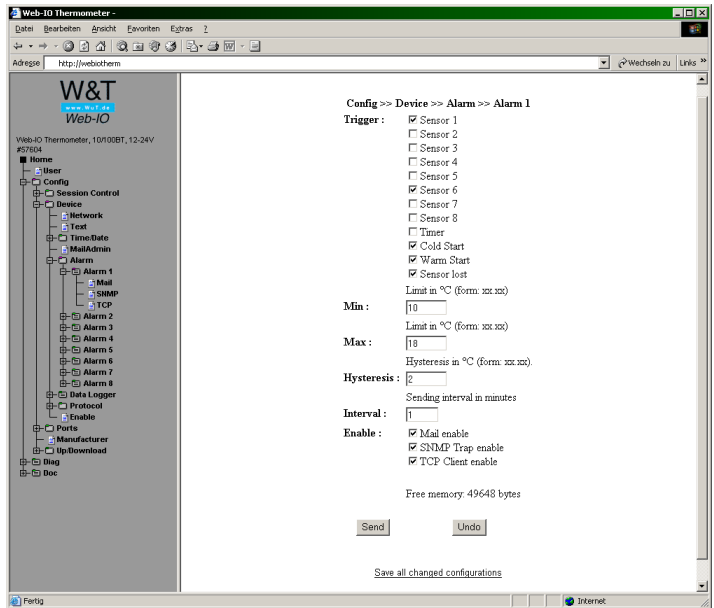 Web-IO Thermometer -
Datei Bearbeiten Ansicht Favoriten Extras ?
Adresse http://webiotherm Wechseln zu Links »
W&T
www.WuT.de
Web-IO
Web-IO Thermometer, 10/100BT, 12-24V
#57604
Home
User
Config
Session Control
Device
Network
Text
Time/Date
MailAdmin
Alarm
Alarm 1
Mail
SNMP
TCP
Alarm 2
Alarm 3
Alarm 4
Alarm 5
Alarm 6
Alarm 7
Alarm 8
Data Logger
Protocol
Enable
Ports
Manufacturer
Up/Download
Diag
Doc
Config >> Device >> Alarm >> Alarm 1
Trigger : Sensor 1
Sensor 2
Sensor 3
Sensor 4
Sensor 5
Sensor 6
Sensor 7
Sensor 8
Timer
Cold Start
Warm Start
Sensor lost
Limit in °C (form: xx.xx)
Min : 10
Limit in °C (form: xx.xx)
Max : 18
Hysteresis in °C (form: xx.xx).
Hysteresis : 2
Sending interval in minutes
Interval : 1
Enable : Mail enable
SNMP Trap enable
TCP Client enable
Free memory: 49648 bytes
Send Undo
Save all changed configurations
Fertig Internet